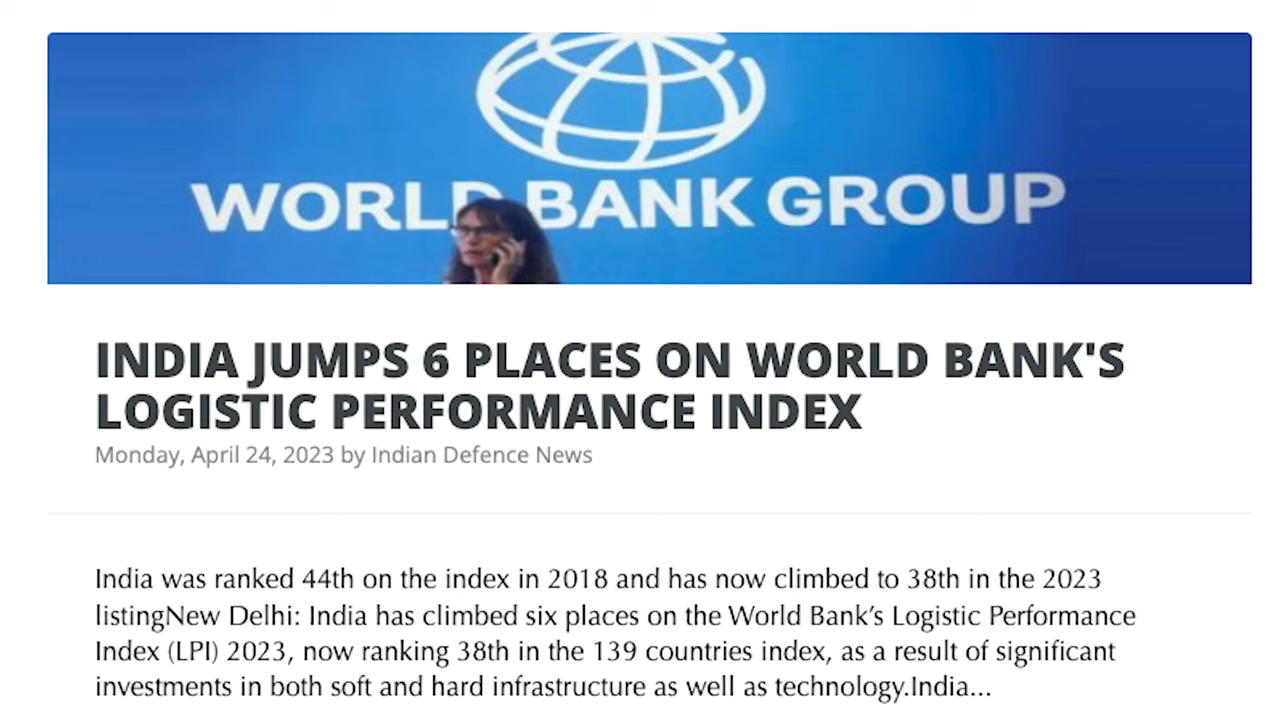 WORLD BANK GROUP
INDIA JUMPS 6 PLACES ON WORLD BANK'S
LOGISTIC PERFORMANCE INDEX
Monday, April 24, 2023 by Indian Defence News
India was ranked 44th on the index in 2018 and has now climbed to 38th in the 2023
listingNew Delhi: India has climbed six places on the World Bank’s Logistic Performance
Index (LPI) 2023, now ranking 38th in the 139 countries index, as a result of significant
investments in both soft and hard infrastructure as well as technology.India...